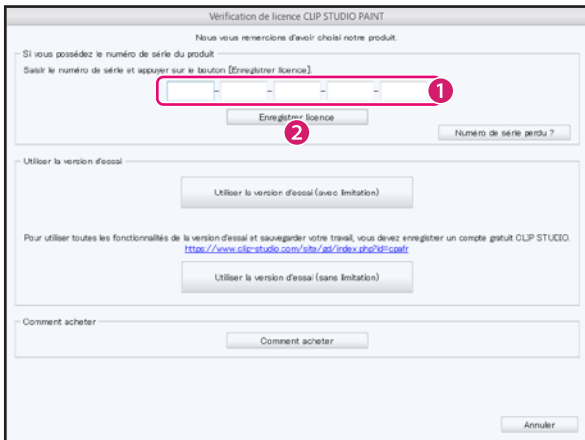 Vérification de licence CLIP STUDIO PAINT
Nous vous remercions d'avoir choisi notre produit.
Si vous possédez le numéro de série du produit
Saisir le numéro de série et appuyer sur le bouton [Enregistrer licence].
- - - - 1
Enregistrer licence
2
Numéro de série perdu ?
Utiliser la version d'essai
Utiliser la version d'essai (avec limitation)
Pour utiliser toutes les fonctionnalités de la version d'essai et sauvegarder votre travail, vous devez enregistrer un compte gratuit CLIP STUDIO.
https://www.clip-studio.com/site/gd/index.php?id=cpafr
Utiliser la version d'essai (sans limitation)
Comment acheter
Comment acheter
Annuler